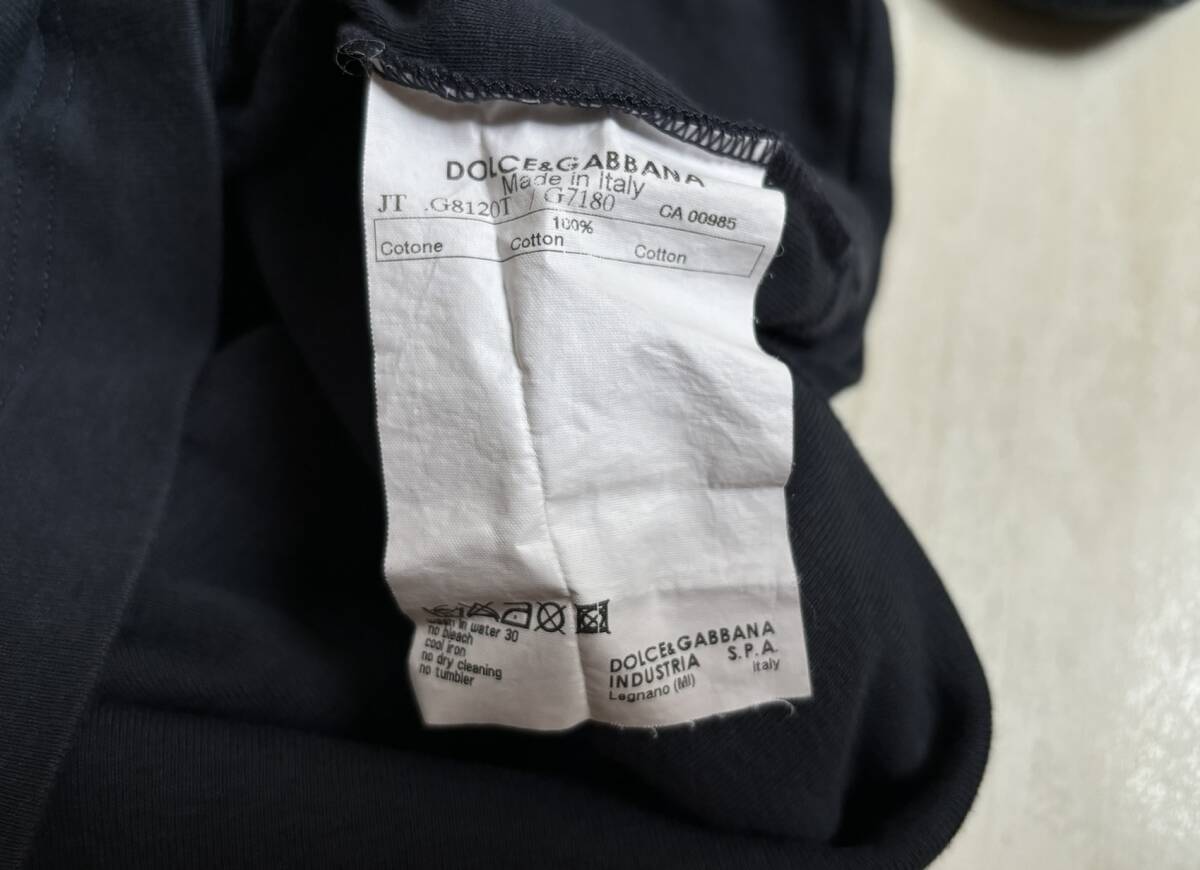 DOLCE&GABBANA
Made in Italy
JT .G8120T / G7180 CA 00985
100%
Cotone Cotton Cotton
in water 30
no bleach
cool iron
no dry cleaning
no tumbler
DOLCE&GABBANA
INDUSTRIA S.P.A.
Legnano (MI) Italy